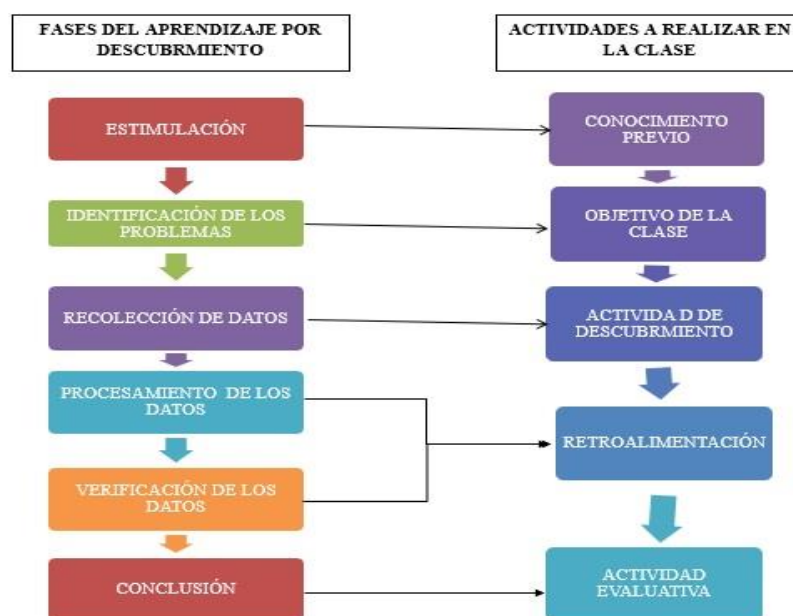 FASES DEL APRENDIZAJE POR
DESCUBRMIENTO
ACTIVIDADES A REALIZAR EN
LA CLASE
ESTIMULACIÓN
CONOCIMIENTO
PREVIO
IDENTIFICACIÓN DE LOS
PROBLEMAS
OBJETIVO DE LA
CLASE
RECOLECCIÓN DE DATOS
ACTIVIDA D DE
DESCUBRMIENTO
PROCESAMIENTO DE LOS
DATOS
RETROALIMENTACIÓN
VERIFICACIÓN DE LOS
DATOS
CONCLUSIÓN
ACTIVIDAD
EVALUATIVA